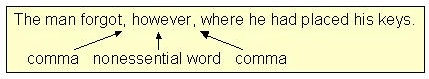 The man forgot, however, where he had placed his keys.
comma nonessential word comma